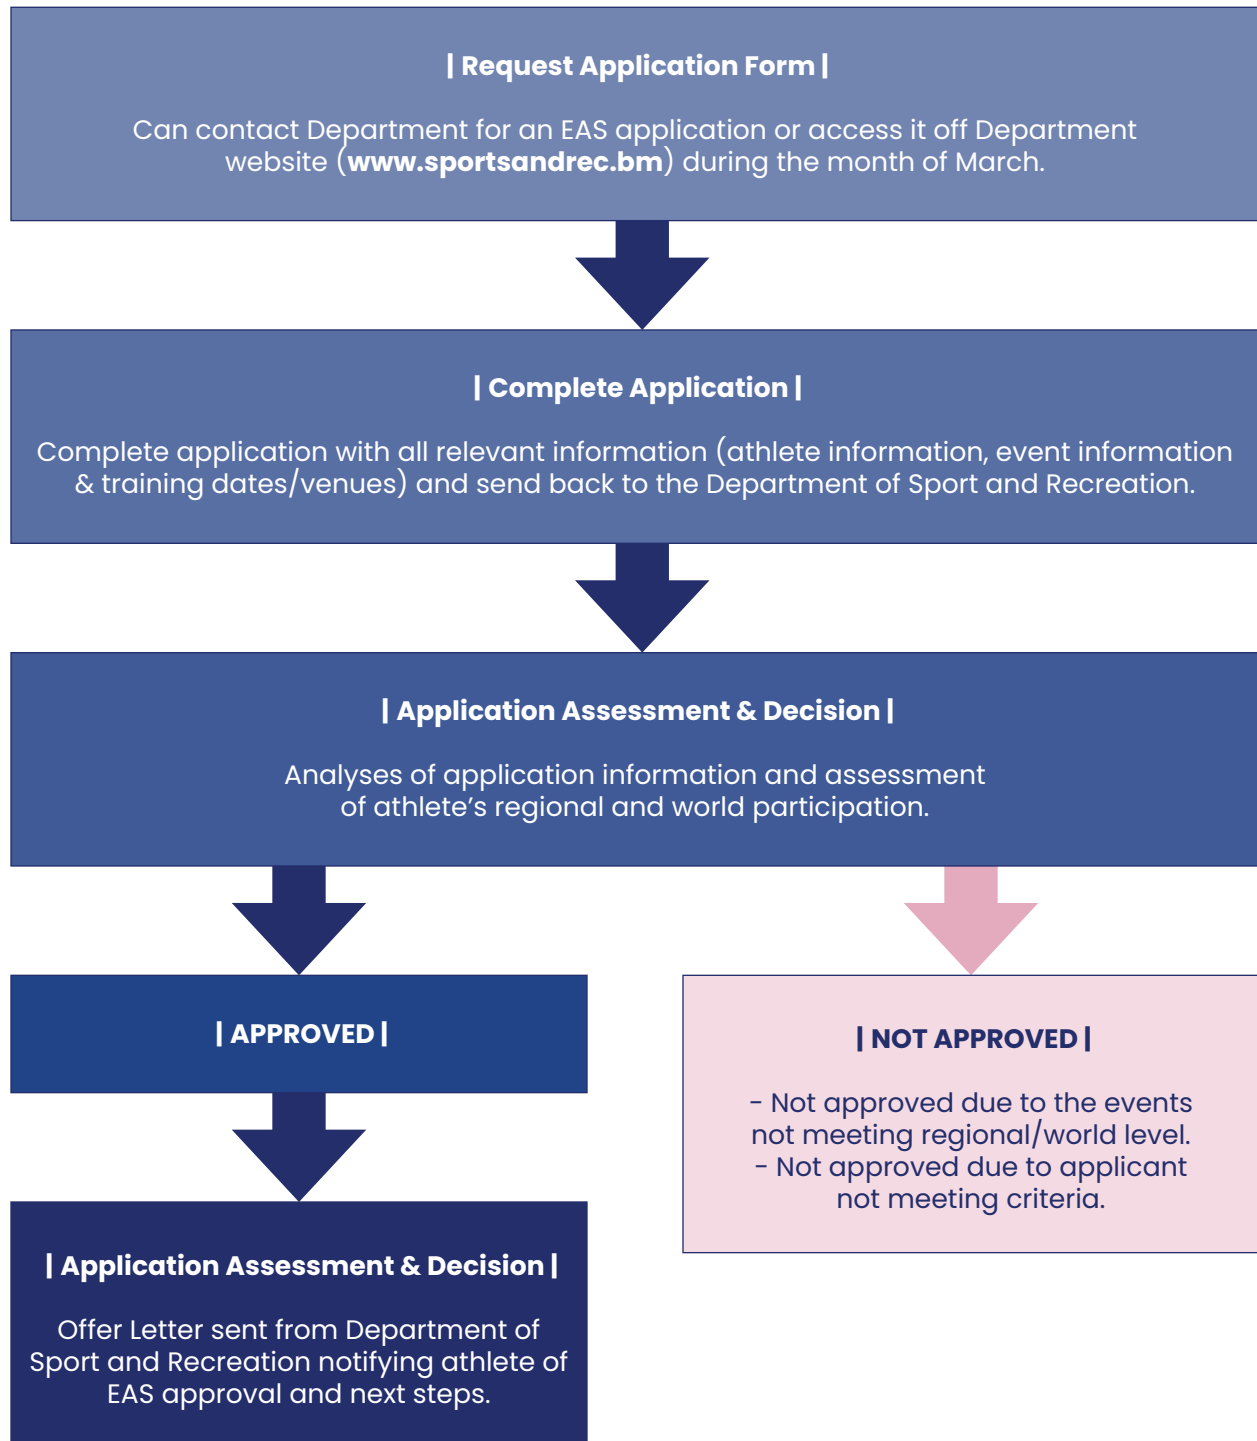 | Request Application Form |
Can contact Department for an EAS application or access it off Department
website (www.sportsandrec.bm) during the month of March.
| Complete Application |
Complete application with all relevant information (athlete information, event information
& training dates/venues) and send back to the Department of Sport and Recreation.
| Application Assessment & Decision |
Analyses of application information and assessment
of athlete’s regional and world participation.
| APPROVED |
| NOT APPROVED |
- Not approved due to the events
not meeting regional/world level.
- Not approved due to applicant
not meeting criteria.
| Application Assessment & Decision |
Offer Letter sent from Department of
Sport and Recreation notifying athlete of
EAS approval and next steps.